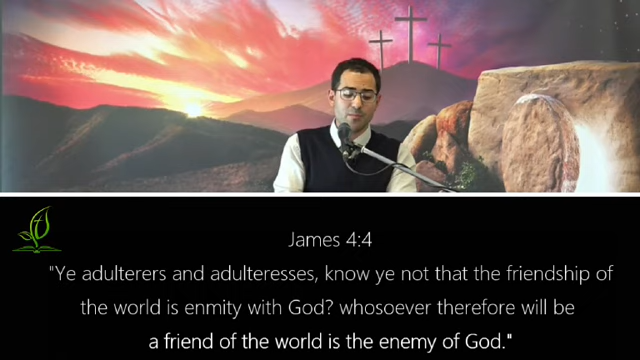 James 4:4
"Ye adulterers and adulteresses, know ye not that the friendship of
the world is enmity with God? whosoever therefore will be
a friend of the world is the enemy of God."